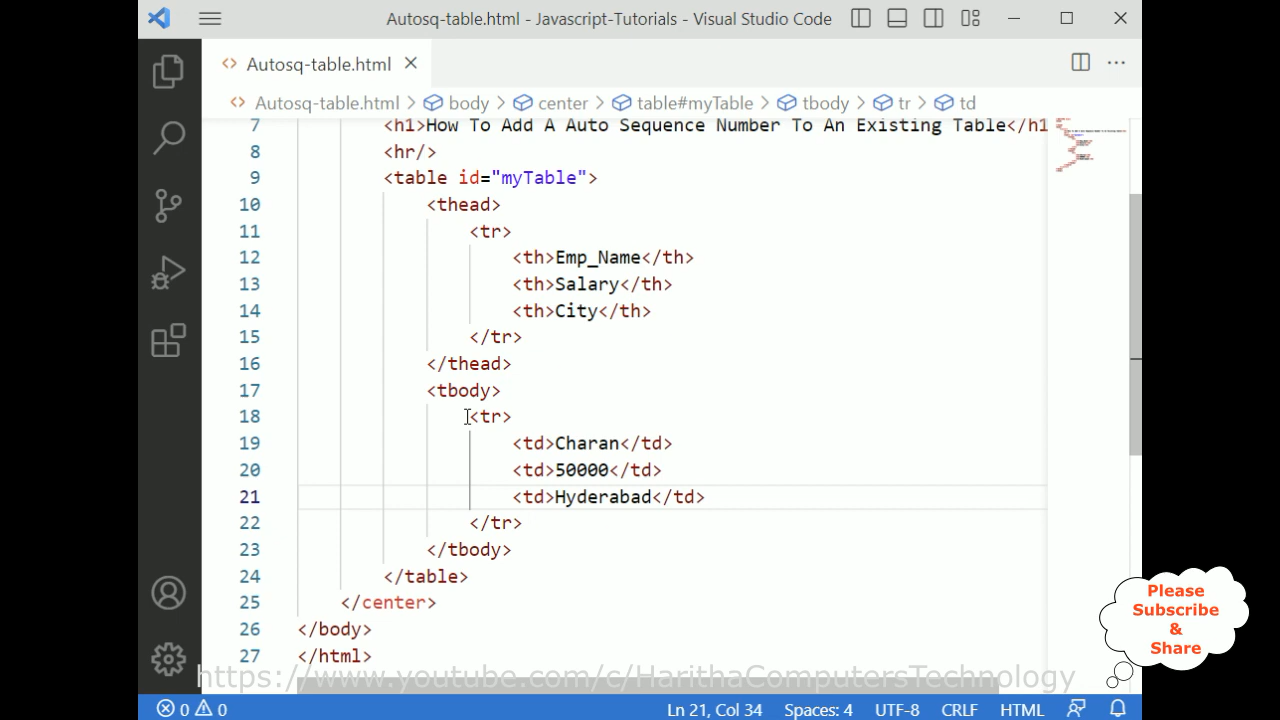 Autosq-table.html - Javascript-Tutorials - Visual Studio Code
Autosq-table.html
Autosq-table.html > body > center > table#myTable > tbody > tr > td
7 <h1>How To Add A Auto Sequence Number To An Existing Table</h1
8 <hr/>
9 <table id="myTable">
10 <thead>
11 <tr>
12 <th>Emp_Name</th>
13 <th>Salary</th>
14 <th>City</th>
15 </tr>
16 </thead>
17 <tbody>
18 <tr>
19 <td>Charan</td>
20 <td>50000</td>
21 <td>Hyderabad</td>
22 </tr>
23 </tbody>
24 </table>
25 </center>
26 </body>
27 </html>
Please
Subscribe
&
Share
https://www.youtube.com/c/HarithaComputersTechnology
0 0 Ln 21, Col 34 Spaces: 4 UTF-8 CRLF HTML